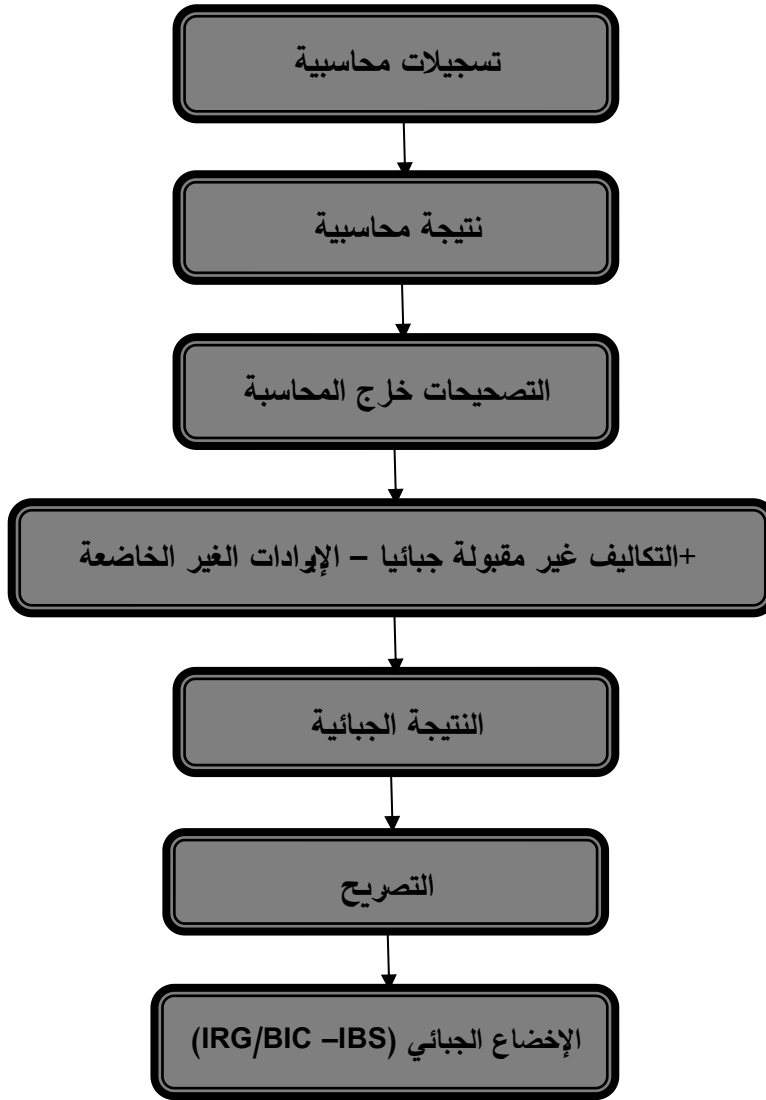 تسجيلات محاسبية
نتيجة محاسبية
التصحيحات خارج المحاسبة
+التكاليف غير مقبولة جبائيا – الإيرادات الغير الخاضعة
النتيجة الجبائية
التصريح
الإخضاع الجبائي (IRG/BIC –IBS)